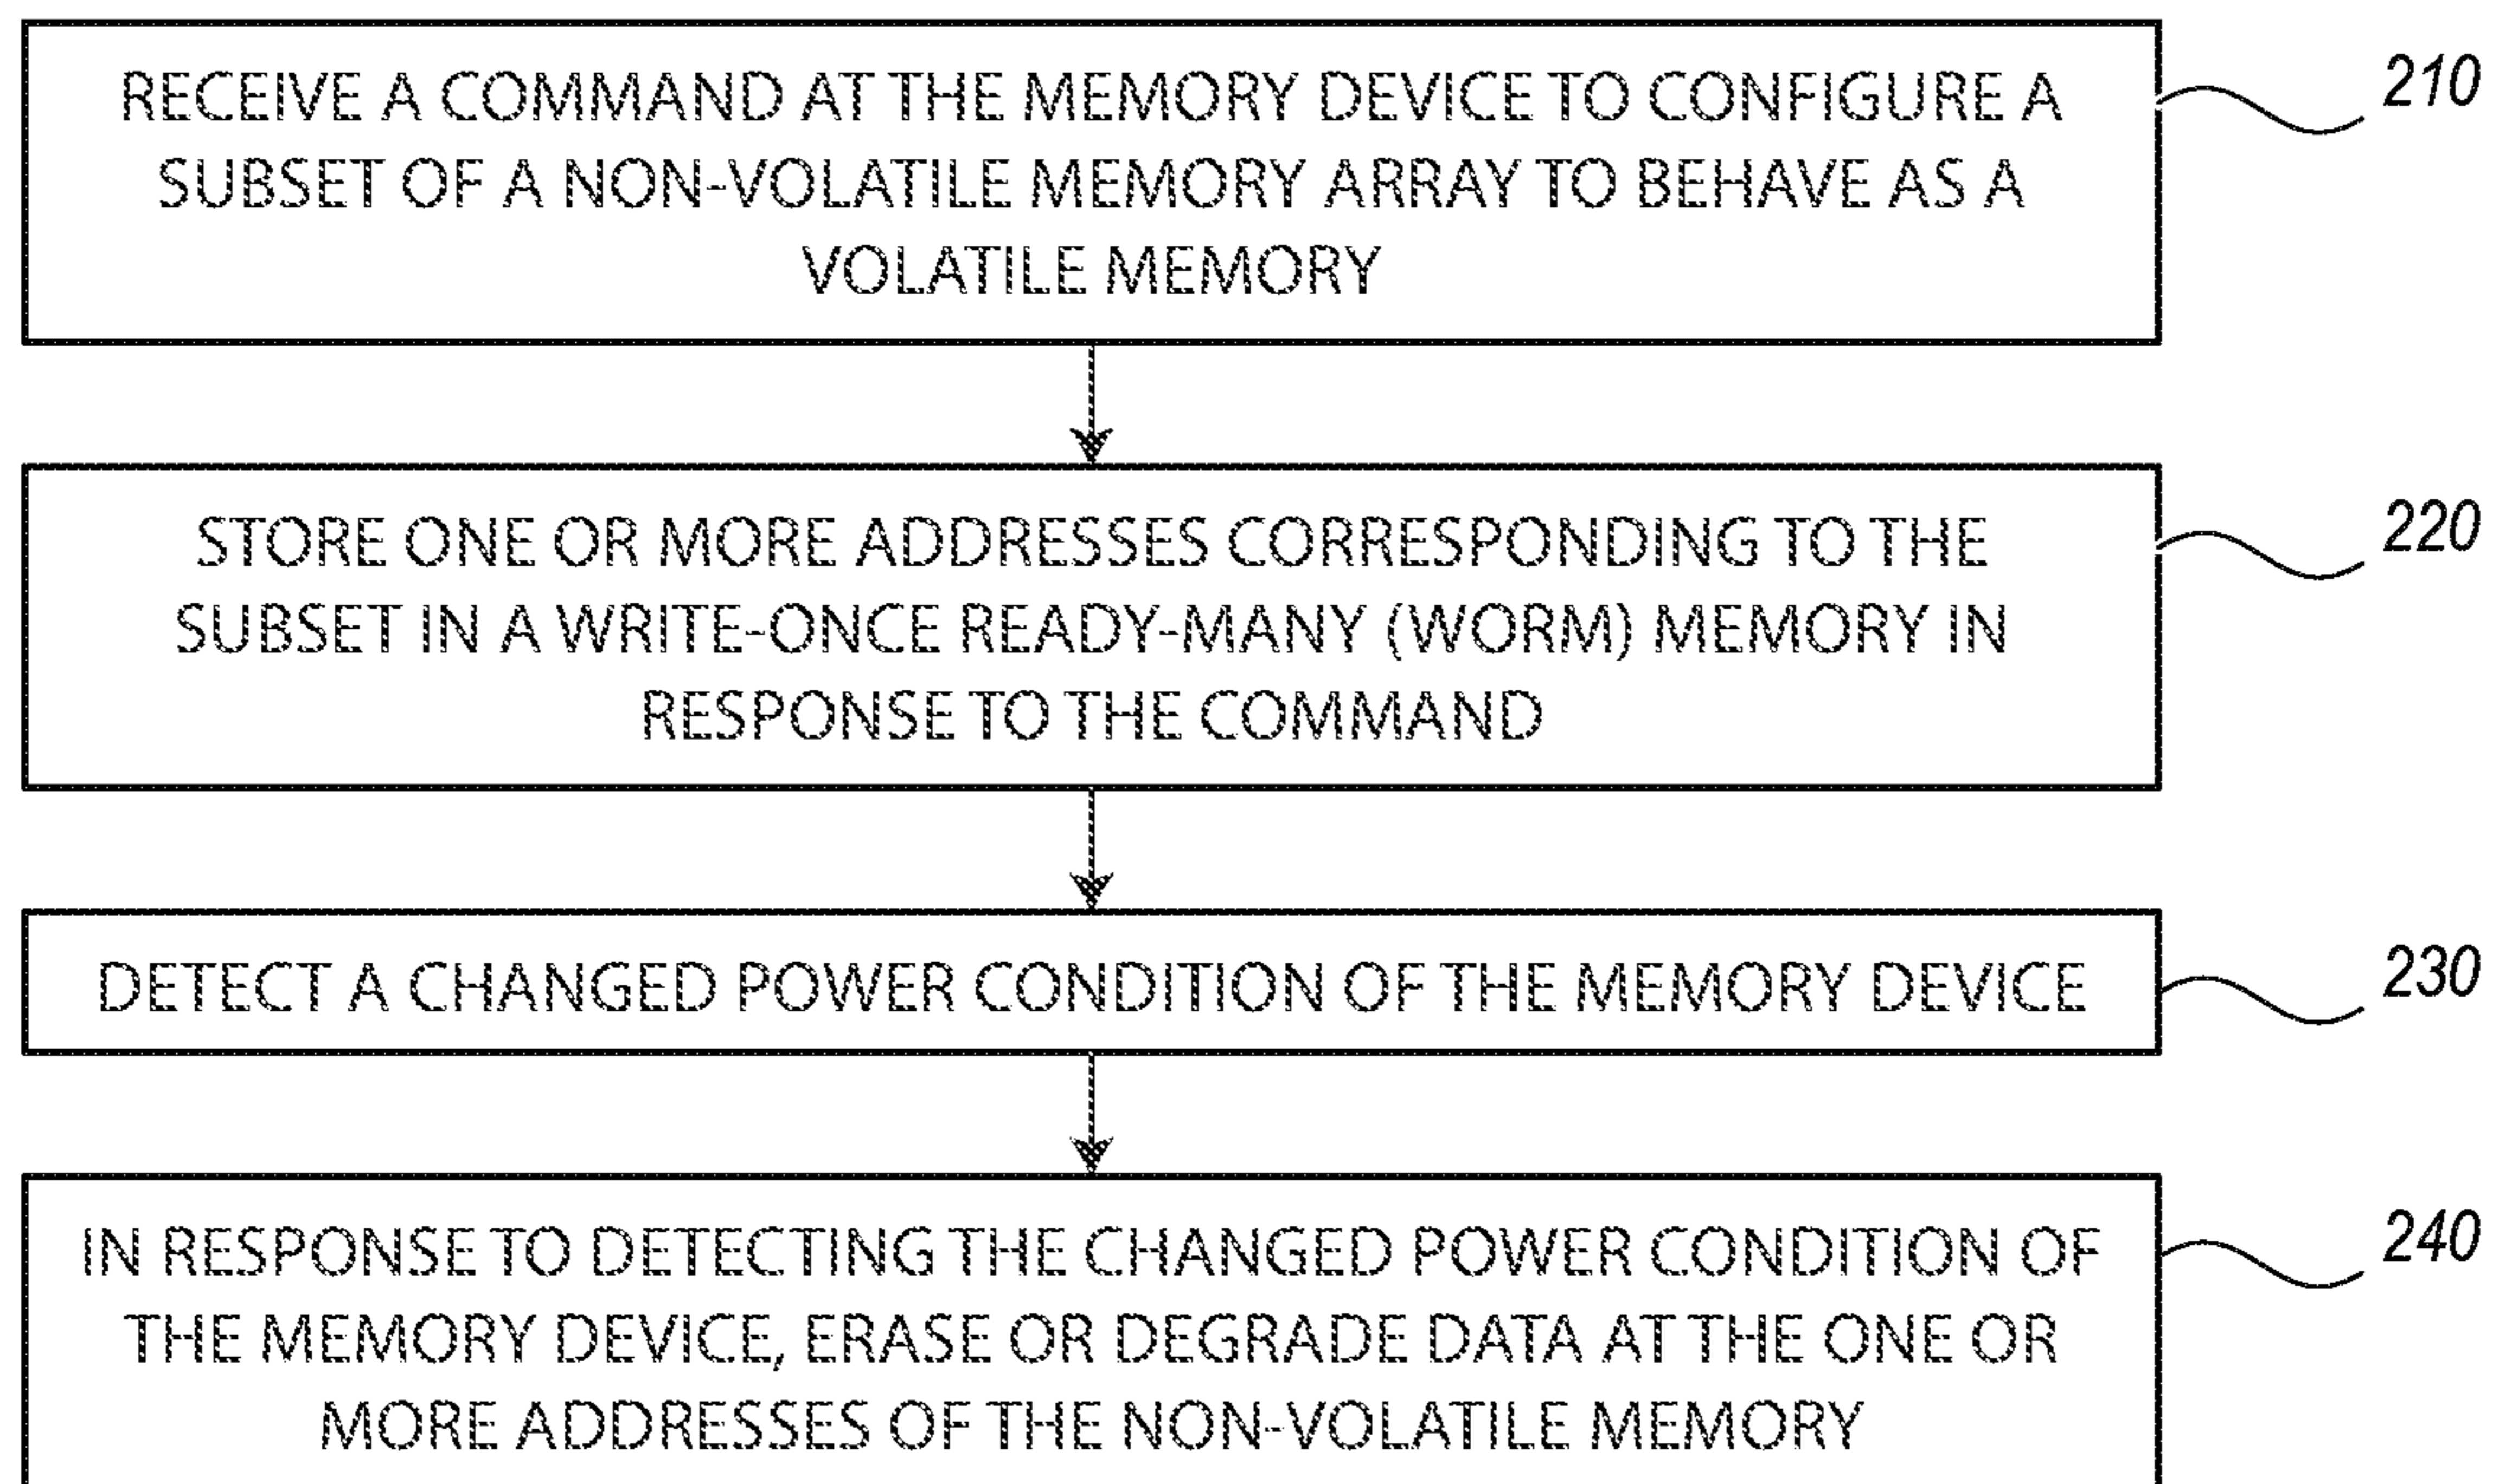 RECEIVE A COMMAND AT THE MEMORY DEVICE TO CONFIGURE A
SUBSET OF A NON-VOLATILE MEMORY ARRAY TO BEHAVE AS A
VOLATILE MEMORY
210
STORE ONE OR MORE ADDRESSES CORRESPONDING TO THE
SUBSET IN A WRITE-ONCE READY-MANY (WORM) MEMORY IN
RESPONSE TO THE COMMAND
220
DETECT A CHANGED POWER CONDITION OF THE MEMORY DEVICE
230
IN RESPONSE TO DETECTING THE CHANGED POWER CONDITION OF
THE MEMORY DEVICE, ERASE OR DEGRADE DATA AT THE ONE OR
MORE ADDRESSES OF THE NON-VOLATILE MEMORY
240